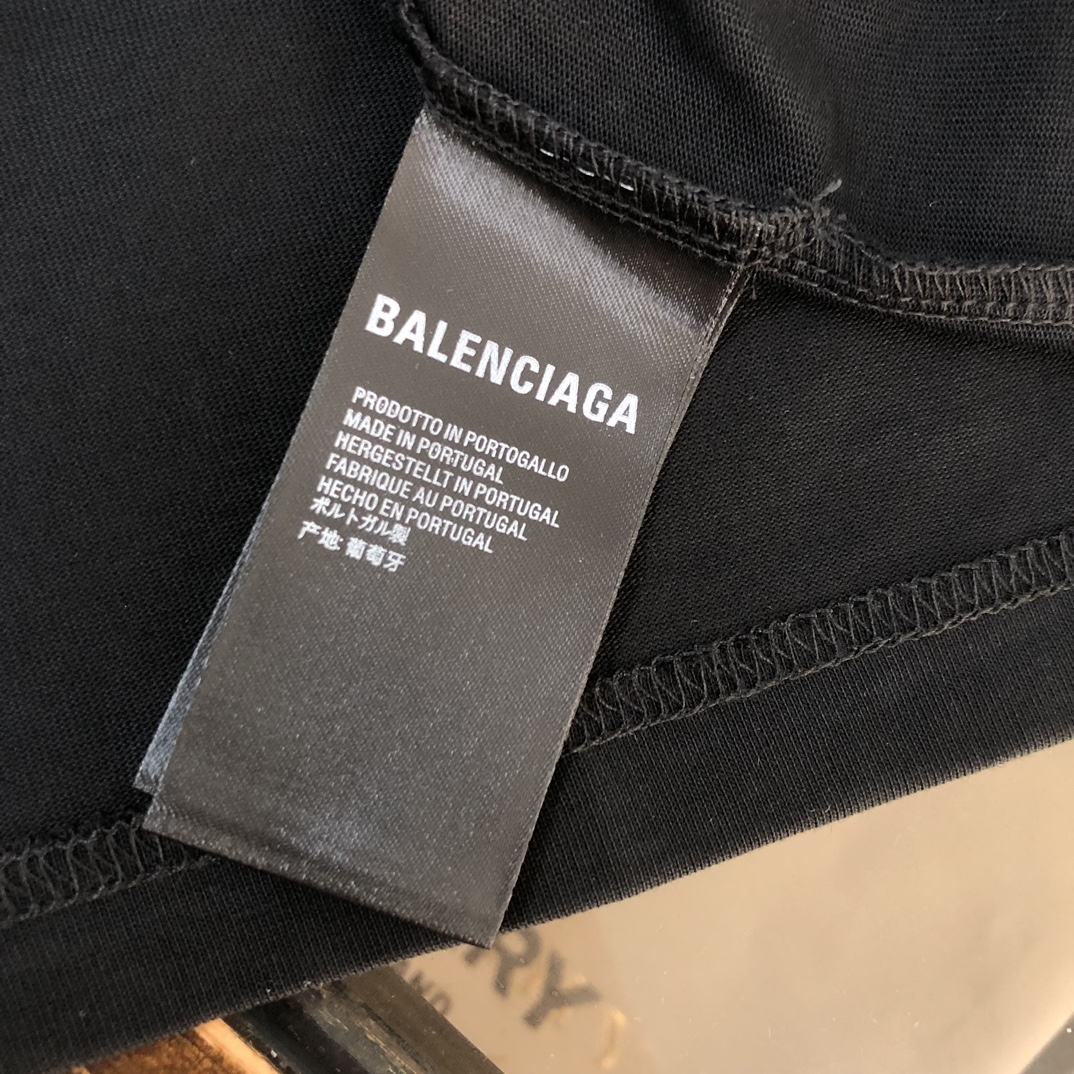 BALENCIAGA
PRODOTTO IN PORTOGALLO
MADE IN PORTUGAL
HERGESTELLT IN PORTUGAL
FABRIQUE AU PORTUGAL
HECHO EN PORTUGAL
ポルトガル製
产地: 葡萄牙